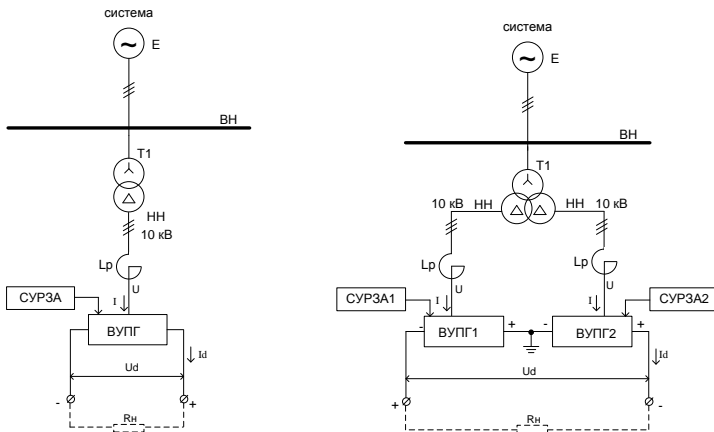 система
E
ВН
T1
НН
10 кВ
Lp
U
I
СУРЗА
ВУПГ
Id
Ud
-
+
Rн
система
E
ВН
T1
10 кВ
НН
НН
10 кВ
Lp
Lp
U
U
I
I
СУРЗА1
СУРЗА2
-
ВУПГ1
+
-
ВУПГ2
+
Id
Ud
+
-
Rн